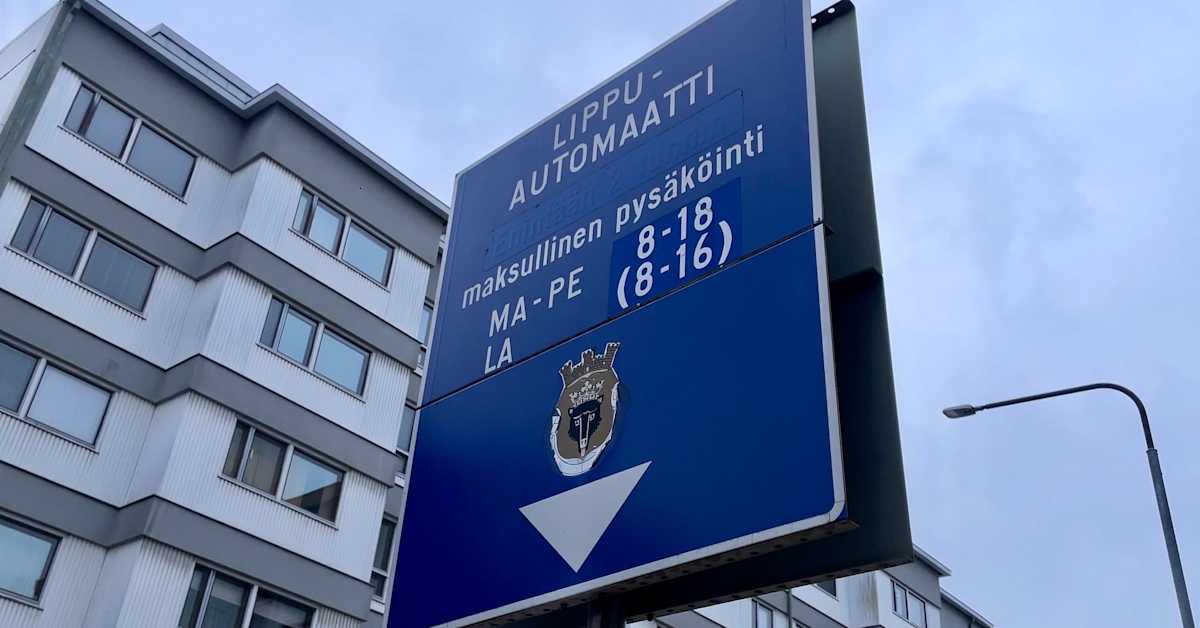 LIPPU-
AUTOMAATTI
maksullinen pysäköinti
MA-PE 8-18
LA (8-16)